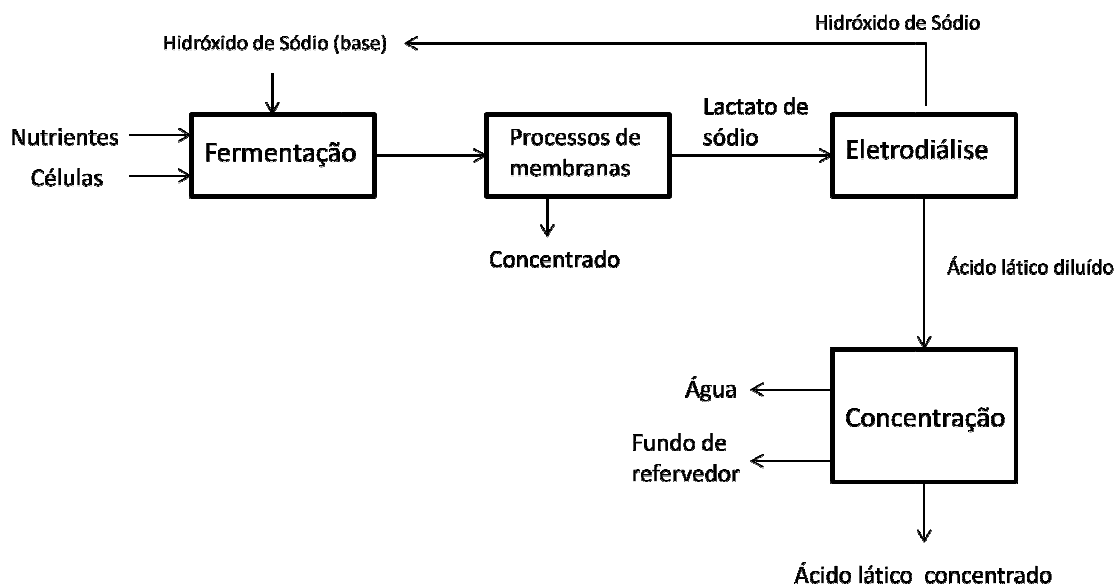 Hidróxido de Sódio
Hidróxido de Sódio (base)
Nutrientes
Células
Fermentação
Processos de
membranas
Lactato de
sódio
Eletrodiálise
Concentrado
Ácido lático diluído
Água
Fundo de
refervedor
Concentração
Ácido lático concentrado